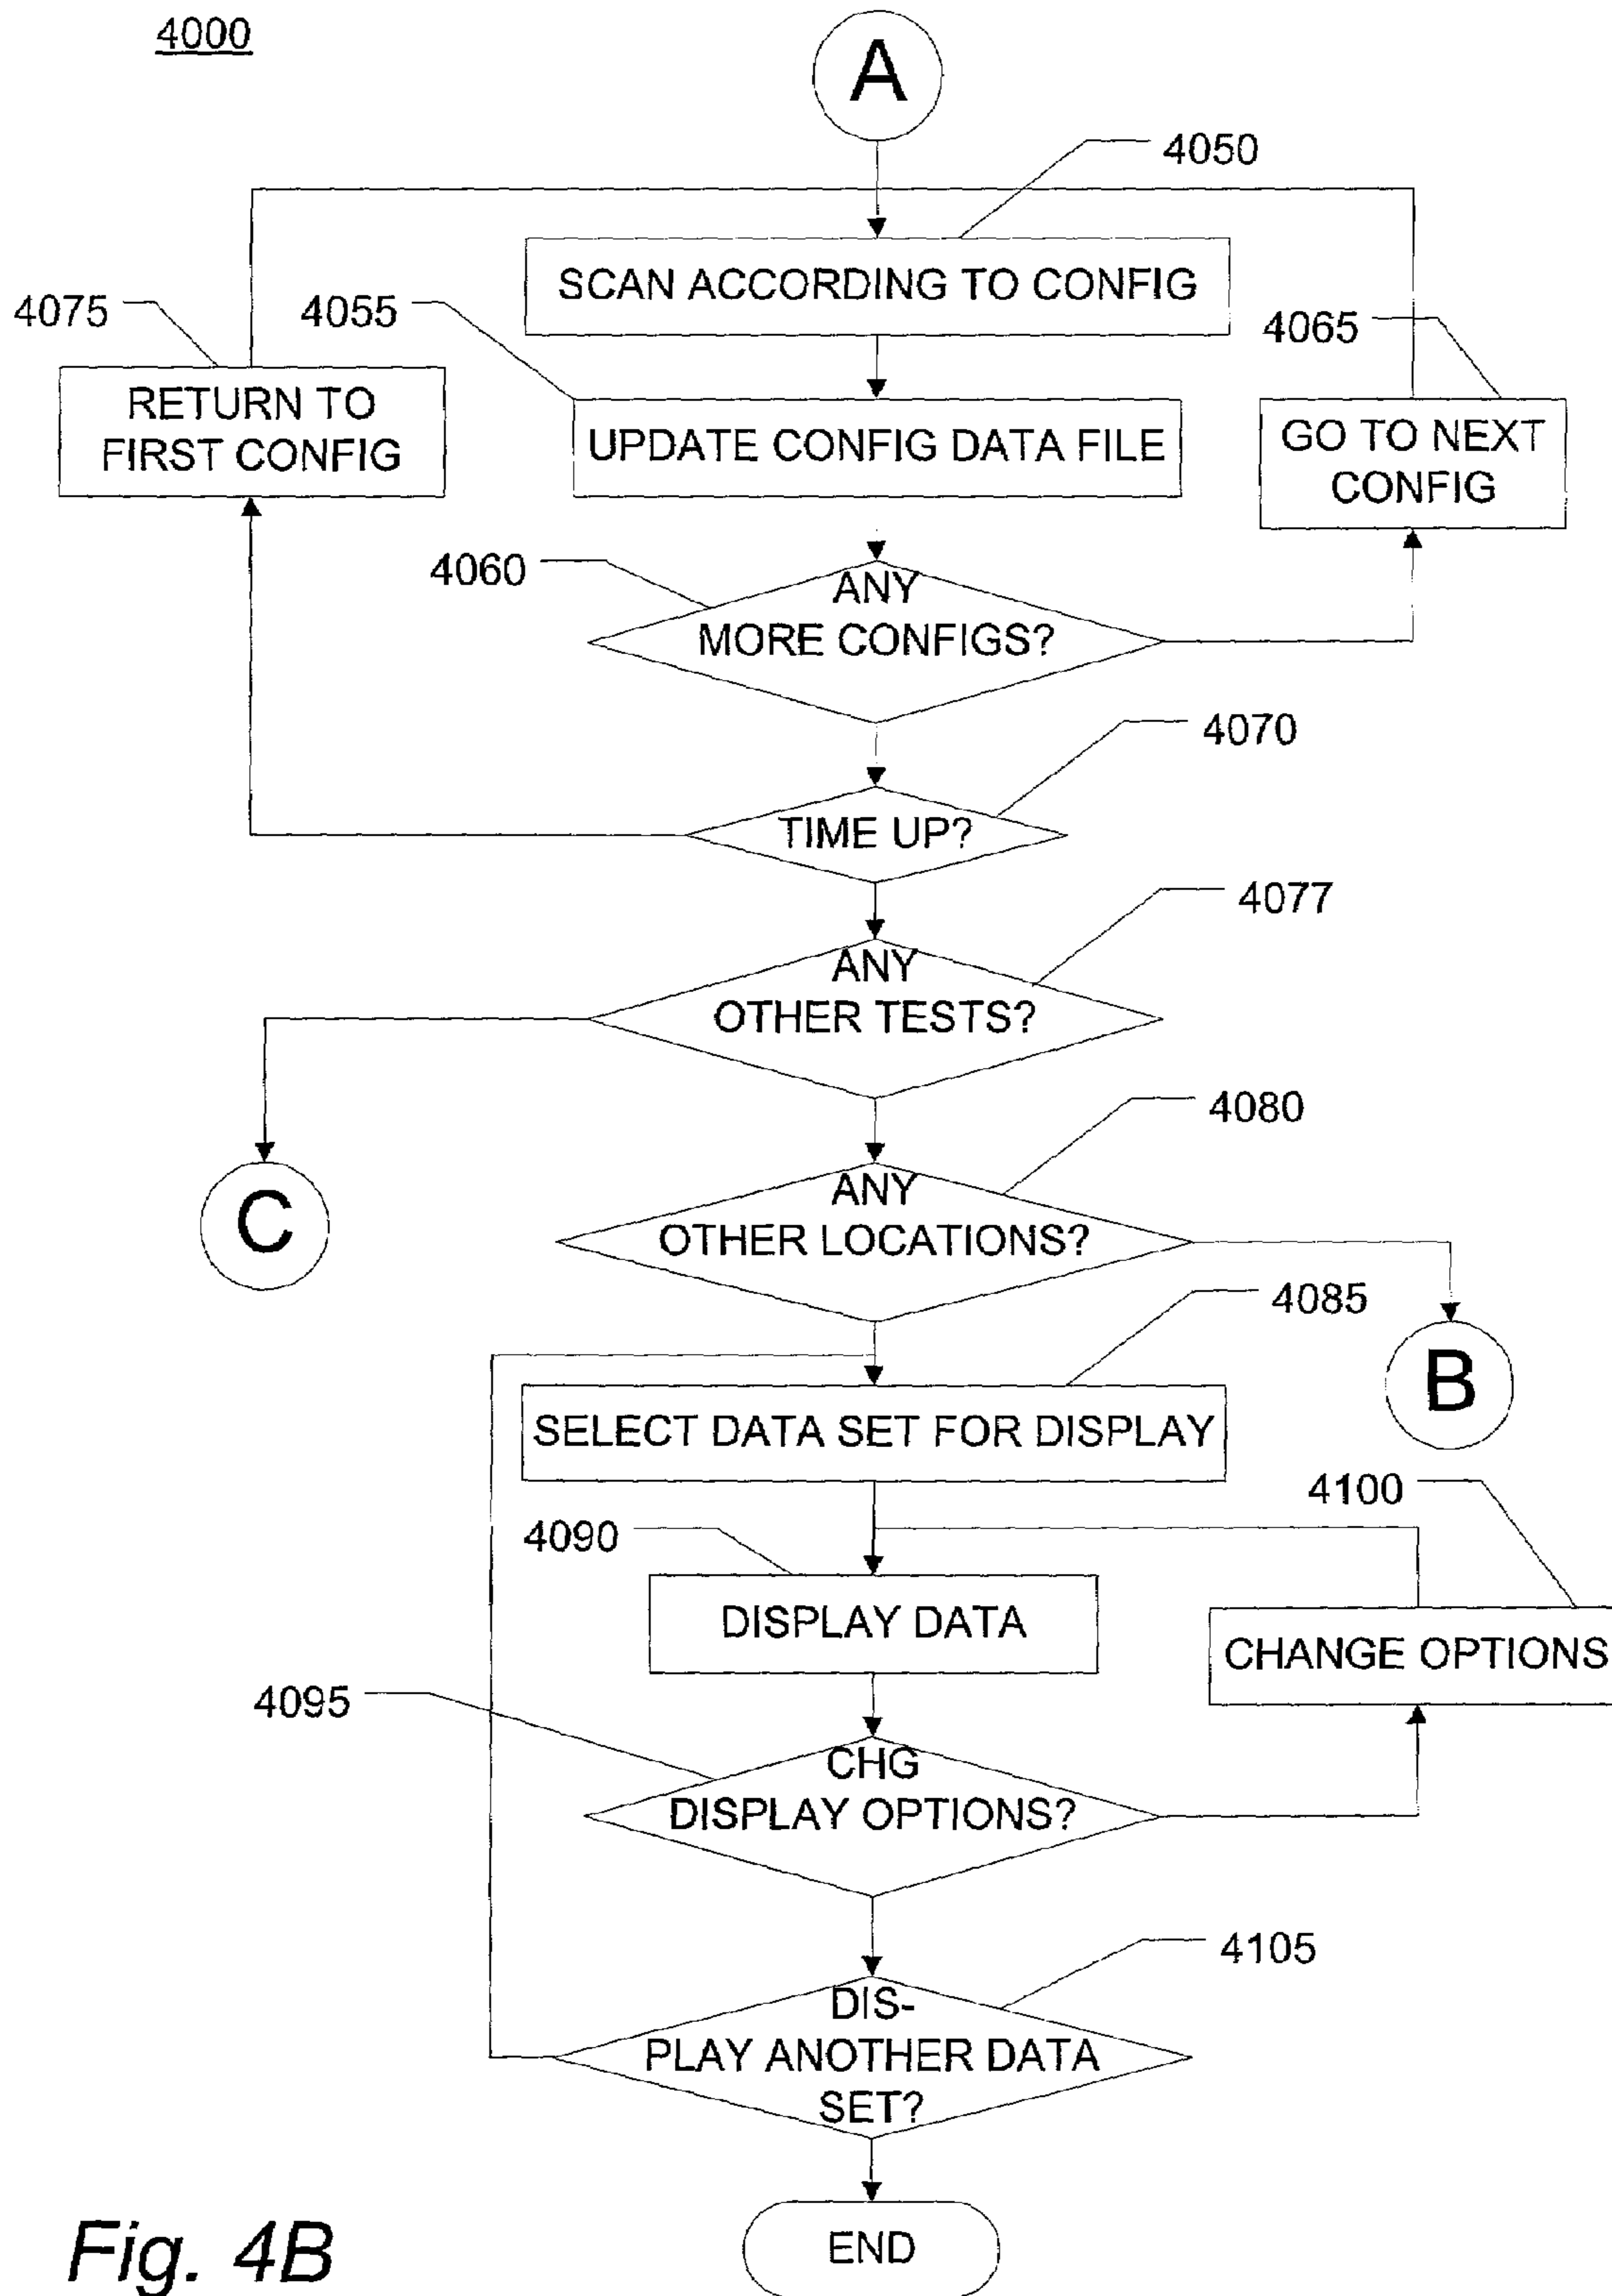 4000
A
4050
SCAN ACCORDING TO CONFIG
4075
4055
4065
RETURN TO
FIRST CONFIG
UPDATE CONFIG DATA FILE
GO TO NEXT
CONFIG
4060
ANY
MORE CONFIGS?
4070
TIME UP?
4077
ANY
OTHER TESTS?
4080
C
ANY
OTHER LOCATIONS?
4085
B
SELECT DATA SET FOR DISPLAY
4100
4090
DISPLAY DATA
CHANGE OPTIONS
4095
CHG
DISPLAY OPTIONS?
4105
DIS-
PLAY ANOTHER DATA
SET?
END
Fig. 4B